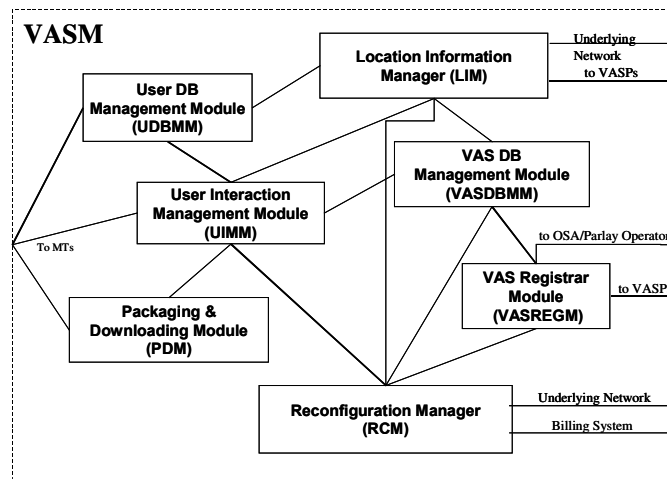 VASM
Location Information
Manager (LIM)
Underlying
Network
to VASPs
User DB
Management Module
(UDBMM)
VAS DB
Management Module
(VASDBMM)
User Interaction
Management Module
(UIMM)
To MTs
to OSA/Parlay Operator
VAS Registrar
Module
(VASREGM)
to VASP
Packaging &
Downloading Module
(PDM)
Reconfiguration Manager
(RCM)
Underlying Network
Billing System